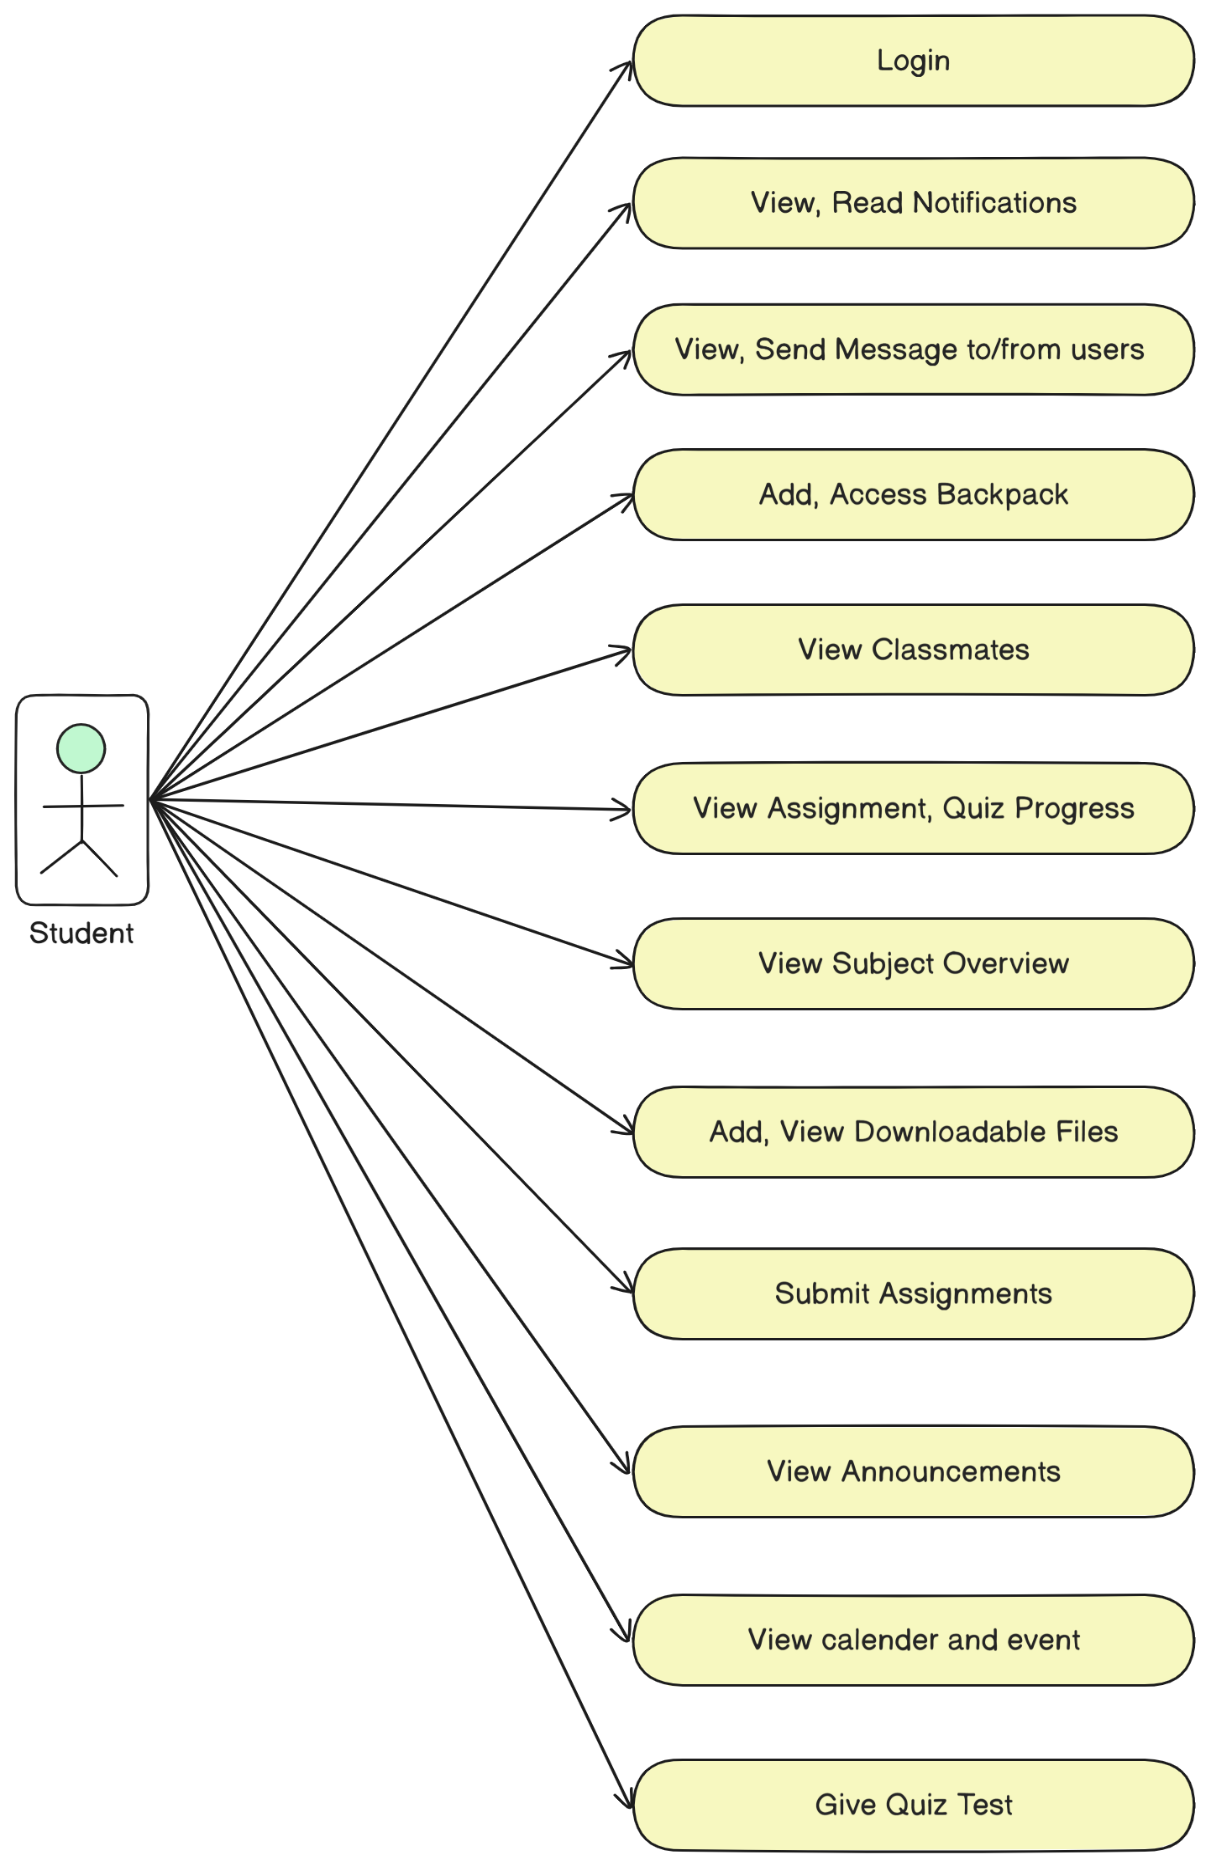 Login
View, Read Notifications
View, Send Message to/from users
Add, Access Backpack
View Classmates
View Assignment, Quiz Progress
Student
View Subject Overview
Add, View Downloadable Files
Submit Assignments
View Announcements
View calender and event
Give Quiz Test